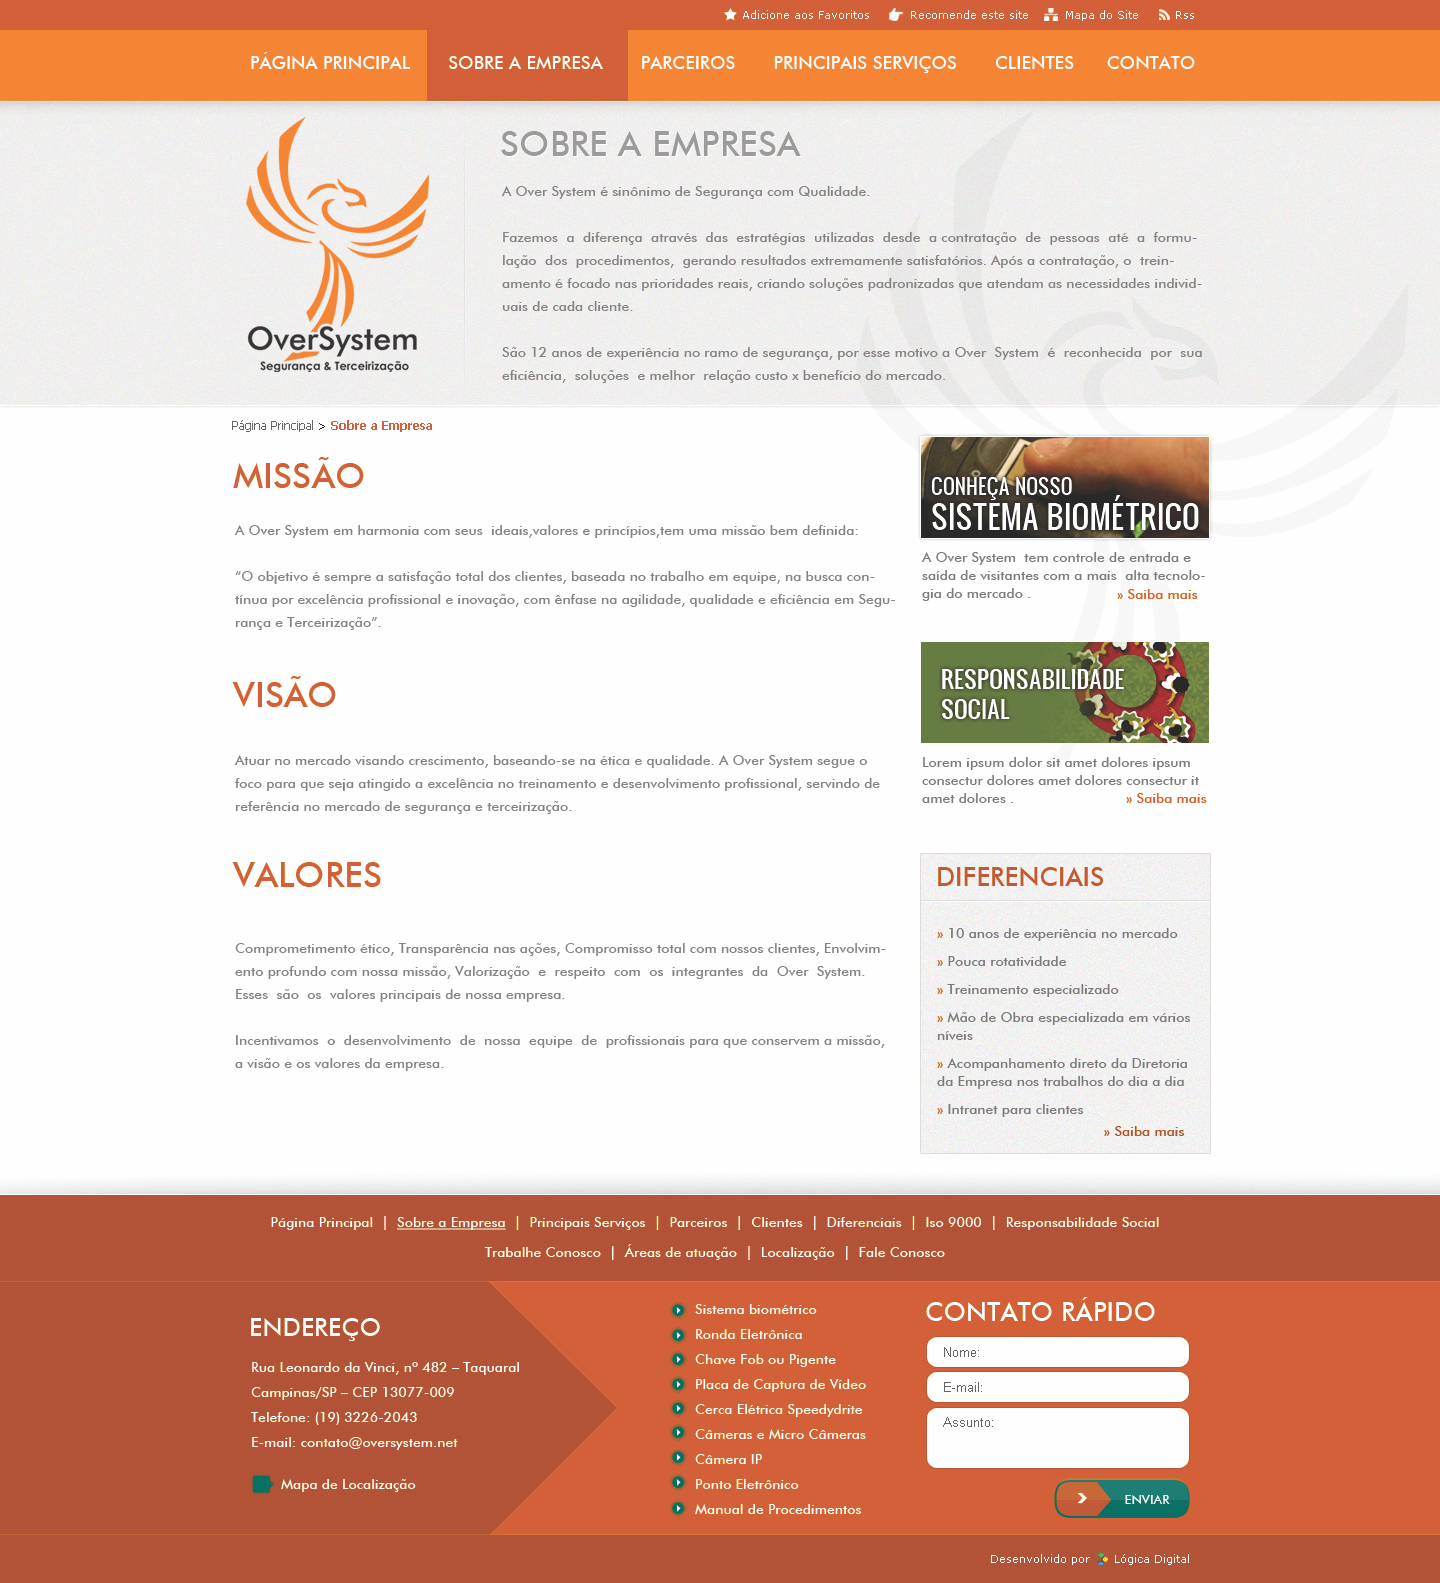 Adicione aos Favoritos Recomende este site Mapa do Site Rss
PÁGINA PRINCIPAL SOBRE A EMPRESA PARCEIROS PRINCIPAIS SERVIÇOS CLIENTES CONTATO
OverSystem
Segurança & Terceirização
SOBRE A EMPRESA
A Over System é sinônimo de Segurança com Qualidade.
Fazemos a diferença através das estratégias utilizadas desde a contratação de pessoas até a formu-
lação dos procedimentos, gerando resultados extremamente satisfatórios. Após a contratação, o trein-
amento é focado nas prioridades reais, criando soluções padronizadas que atendam as necessidades individ-
uais de cada cliente.
São 12 anos de experiência no ramo de segurança, por esse motivo a Over System é reconhecida por sua
eficiência, soluções e melhor relação custo x benefício do mercado.
Página Principal > Sobre a Empresa
MISSÃO
A Over System em harmonia com seus ideais,valores e princípios,tem uma missão bem definida:
“O objetivo é sempre a satisfação total dos clientes, baseada no trabalho em equipe, na busca con-
tínua por excelência profissional e inovação, com ênfase na agilidade, qualidade e eficiência em Segu-
rança e Terceirização”.
VISÃO
Atuar no mercado visando crescimento, baseando-se na ética e qualidade. A Over System segue o
foco para que seja atingido a excelência no treinamento e desenvolvimento profissional, servindo de
referência no mercado de segurança e terceirização.
VALORES
Comprometimento ético, Transparência nas ações, Compromisso total com nossos clientes, Envolvim-
ento profundo com nossa missão, Valorização e respeito com os integrantes da Over System.
Esses são os valores principais de nossa empresa.
Incentivamos o desenvolvimento de nossa equipe de profissionais para que conservem a missão,
a visão e os valores da empresa.
CONHEÇA NOSSO
SISTEMA BIOMÉTRICO
A Over System tem controle de entrada e
saída de visitantes com a mais alta tecnolo-
gia do mercado . » Saiba mais
RESPONSABILIDADE
SOCIAL
Lorem ipsum dolor sit amet dolores ipsum
consectur dolores amet dolores consectur it
amet dolores . » Saiba mais
DIFERENCIAIS
» 10 anos de experiência no mercado
» Pouca rotatividade
» Treinamento especializado
» Mão de Obra especializada em vários
níveis
» Acompanhamento direto da Diretoria
da Empresa nos trabalhos do dia a dia
» Intranet para clientes
» Saiba mais
Página Principal | Sobre a Empresa | Principais Serviços | Parceiros | Clientes | Diferenciais | Iso 9000 | Responsabilidade Social
Trabalhe Conosco | Áreas de atuação | Localização | Fale Conosco
ENDEREÇO
Rua Leonardo da Vinci, nº 482 – Taquaral
Campinas/SP – CEP 13077-009
Telefone: (19) 3226-2043
E-mail: contato@oversystem.net
Mapa de Localização
Sistema biométrico
Ronda Eletrônica
Chave Fob ou Pigente
Placa de Captura de Vídeo
Cerca Elétrica Speedydrite
Câmeras e Micro Câmeras
Câmera IP
Ponto Eletrônico
Manual de Procedimentos
CONTATO RÁPIDO
Nome:
E-mail:
Assunto:
ENVIAR
Desenvolvido por Lógica Digital